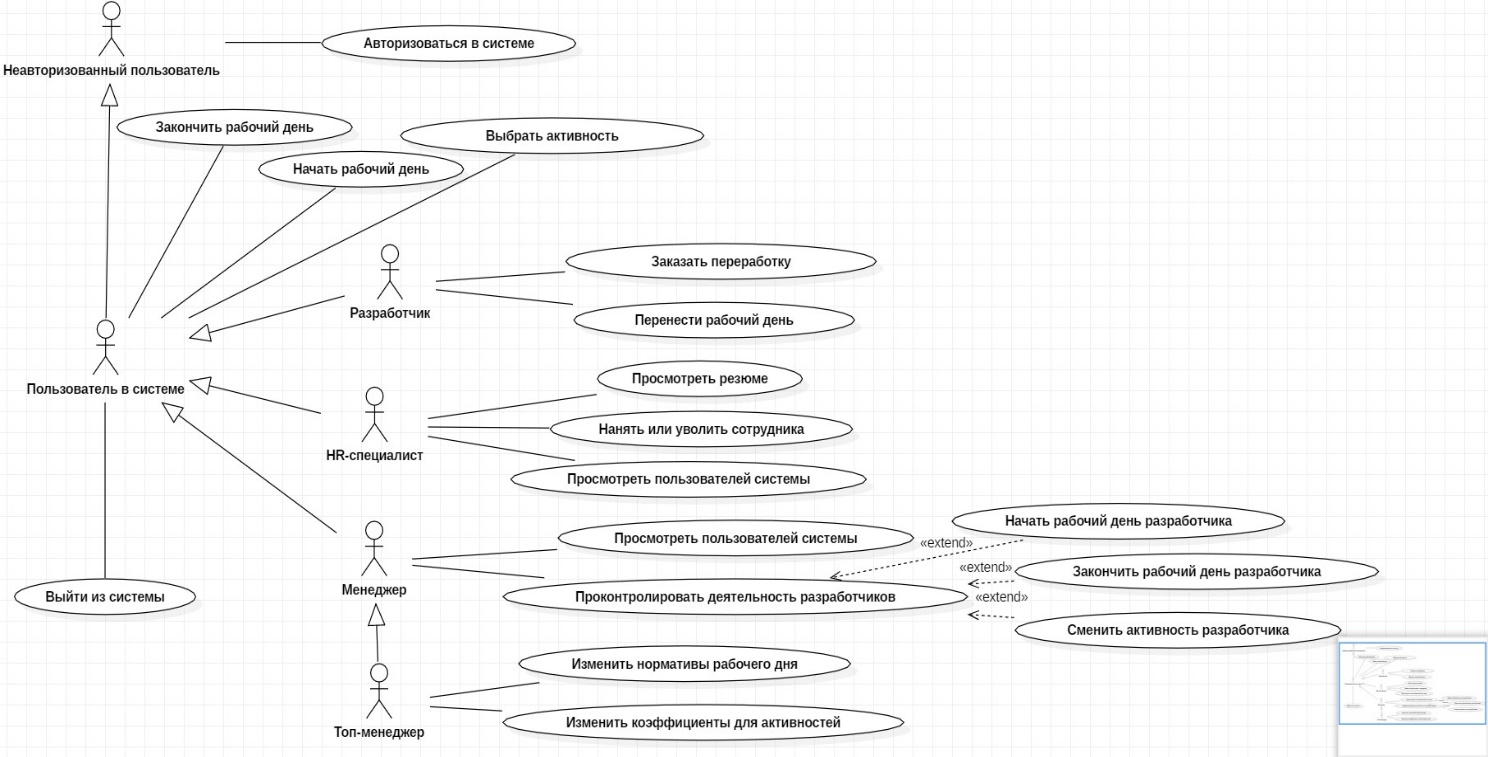 Авторизоваться в системе
Неавторизованный пользователь
Закончить рабочий день
Выбрать активность
Начать рабочий день
Заказать переработку
Разработчик
Перенести рабочий день
Просмотреть резюме
Пользователь в системе
Нанять или уволить сотрудника
HR-специалист
Просмотреть пользователей системы
Начать рабочий день разработчика
Просмотреть пользователей системы
«extend»
«extend»
Закончить рабочий день разработчика
Менеджер
Выйти из системы
Проконтролировать деятельность разработчиков
«extend»
Сменить активность разработчика
Изменить нормативы рабочего дня
Изменить коэффициенты для активностей
Топ-менеджер